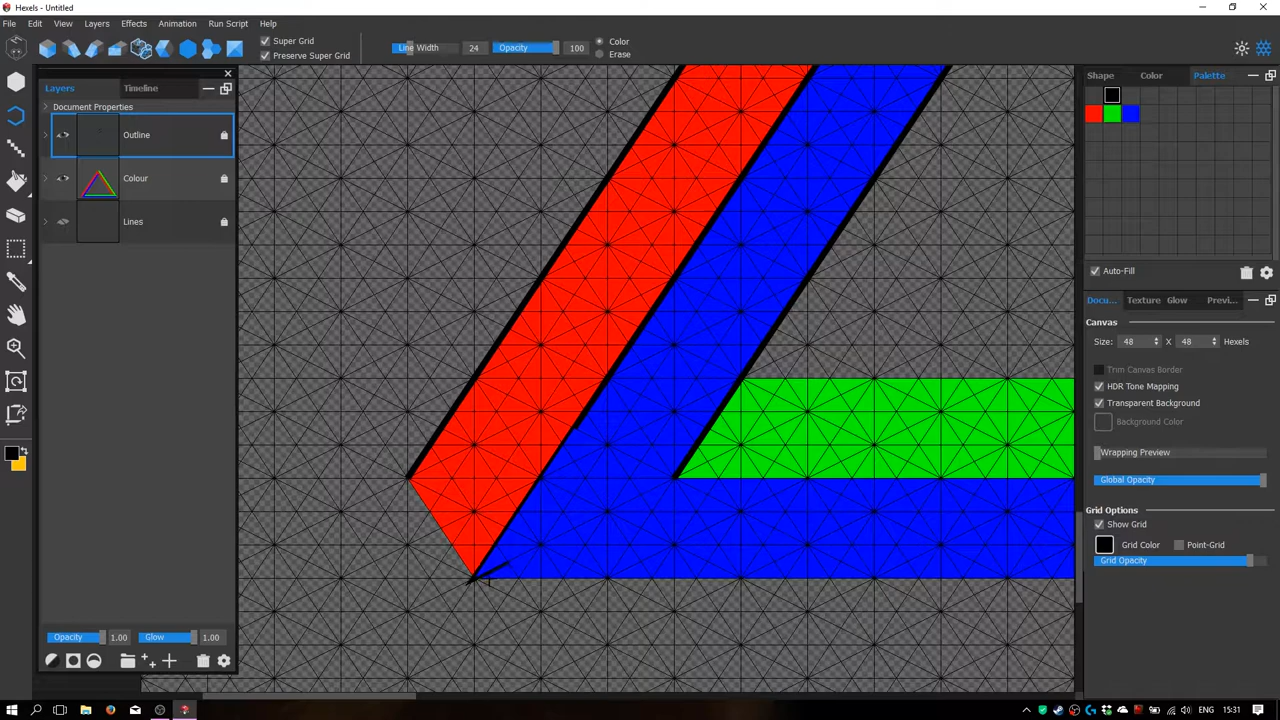 Hexels - Untitled
File Edit View Layers Effects Animation Run Script Help
Super Grid
Preserve Super Grid
Line Width 24 Opacity 100
Color
Erase
Layers Timeline
Document Properties
Outline
Colour
Lines
Opacity 1.00 Glow 1.00
Shape Color Palette
Auto-Fill
Docu... Texture Glow Previ...
Canvas
Size: 48 X 48 Hexels
Trim Canvas Border
HDR Tone Mapping
Transparent Background
Background Color
Wrapping Preview
Global Opacity
Grid Options
Show Grid
Grid Color Point-Grid
Grid Opacity
ENG 15:31